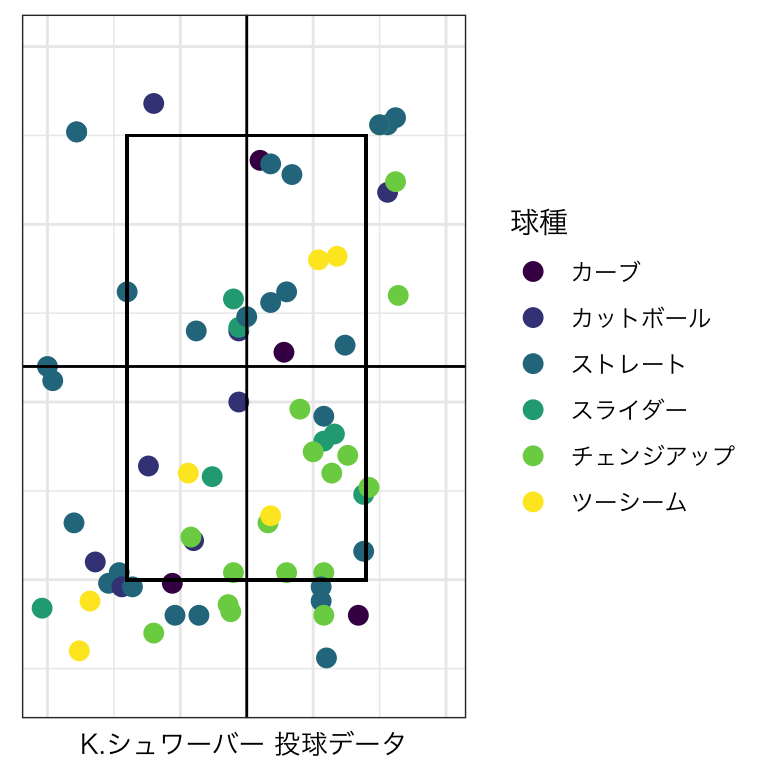 球種
カーブ
カットボール
ストレート
スライダー
チェンジアップ
ツーシーム
K.シュワーバー 投球データ